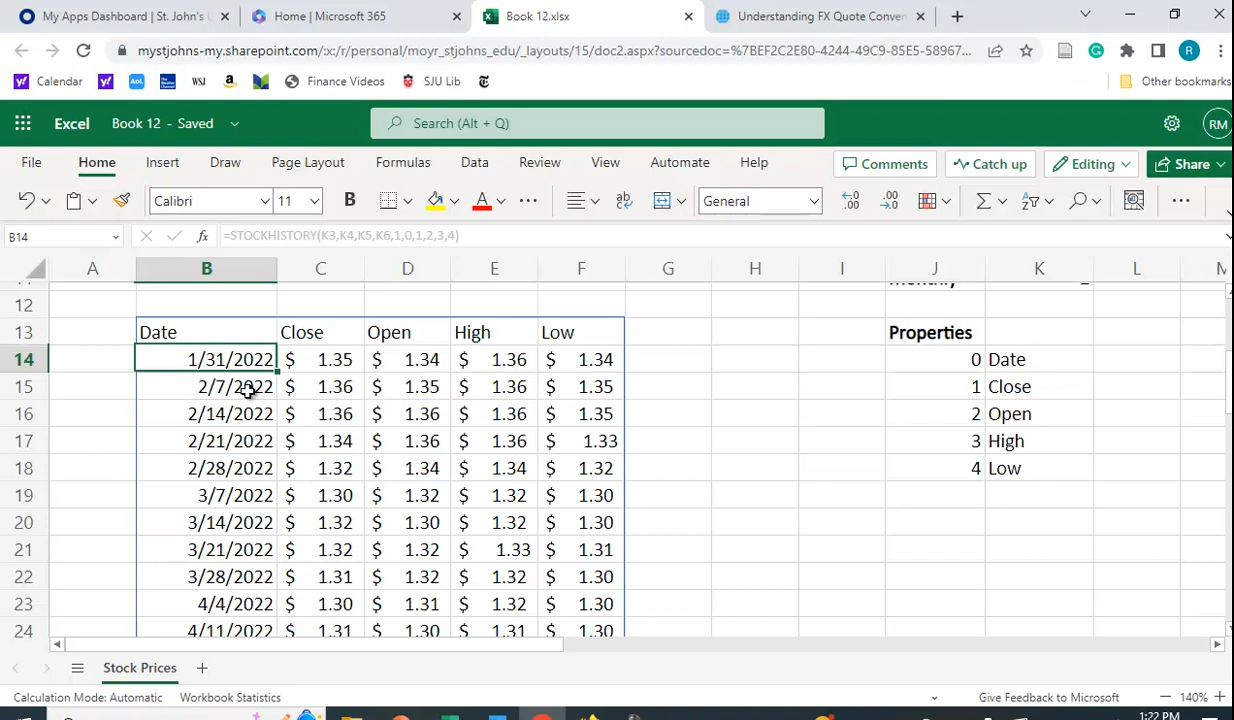 My Apps Dashboard | St. John's
Home | Microsoft 365
Book 12.xlsx
Understanding FX Quote Conven
mystjohns-my.sharepoint.com/:x:/r/personal/moyr_stjohns_edu/_layouts/15/doc2.aspx?sourcedoc=%7BEF2C2E80-4244-49C9-85E5-58967...
R
Calendar
Aol.
WSJ
Finance Videos
SJU Lib
Other bookmarks
Excel Book 12 - Saved
Search (Alt + Q)
RM
File Home Insert Draw Page Layout Formulas Data Review View Automate Help
Comments Catch up Editing Share
Calibri 11 B A ab General
B14 fx =STOCKHISTORY(K3,K4,K5,K6,1,0,1,2,3,4)
A B C D E F G H I J K L M
12
13 Date Close Open High Low Properties
14 1/31/2022 $ 1.35 $ 1.34 $ 1.36 $ 1.34 0 Date
15 2/7/2022 $ 1.36 $ 1.35 $ 1.36 $ 1.35 1 Close
16 2/14/2022 $ 1.36 $ 1.36 $ 1.36 $ 1.35 2 Open
17 2/21/2022 $ 1.34 $ 1.36 $ 1.36 $ 1.33 3 High
18 2/28/2022 $ 1.32 $ 1.34 $ 1.34 $ 1.32 4 Low
19 3/7/2022 $ 1.30 $ 1.32 $ 1.32 $ 1.30
20 3/14/2022 $ 1.32 $ 1.30 $ 1.32 $ 1.30
21 3/21/2022 $ 1.32 $ 1.32 $ 1.33 $ 1.31
22 3/28/2022 $ 1.31 $ 1.32 $ 1.32 $ 1.30
23 4/4/2022 $ 1.30 $ 1.31 $ 1.32 $ 1.30
24 4/11/2022 $ 1.31 $ 1.30 $ 1.31 $ 1.30
Stock Prices
Calculation Mode: Automatic Workbook Statistics Give Feedback to Microsoft 140%
1:22 PM